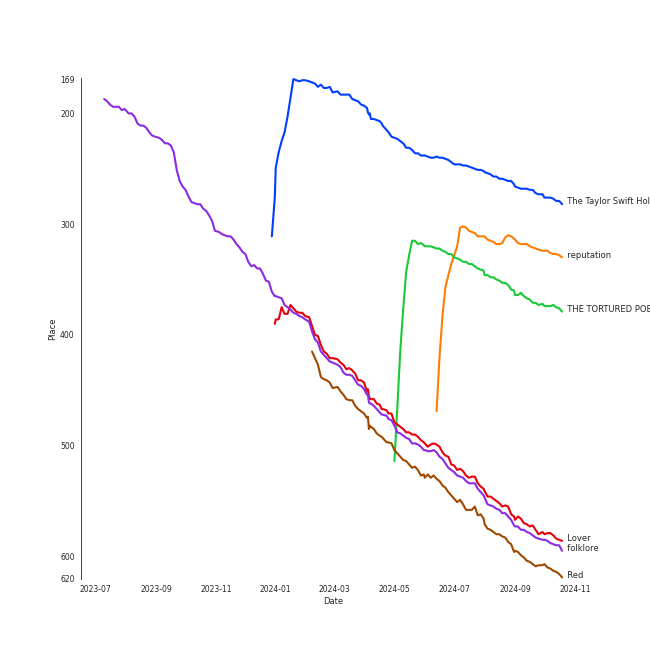 169
200
300
400
500
600
620
Place
2023-07
2023-09
2023-11
2024-01
2024-03
2024-05
2024-07
2024-09
2024-11
Date
The Taylor Swift Hol
reputation
THE TORTURED POE
Lover
folklore
Red